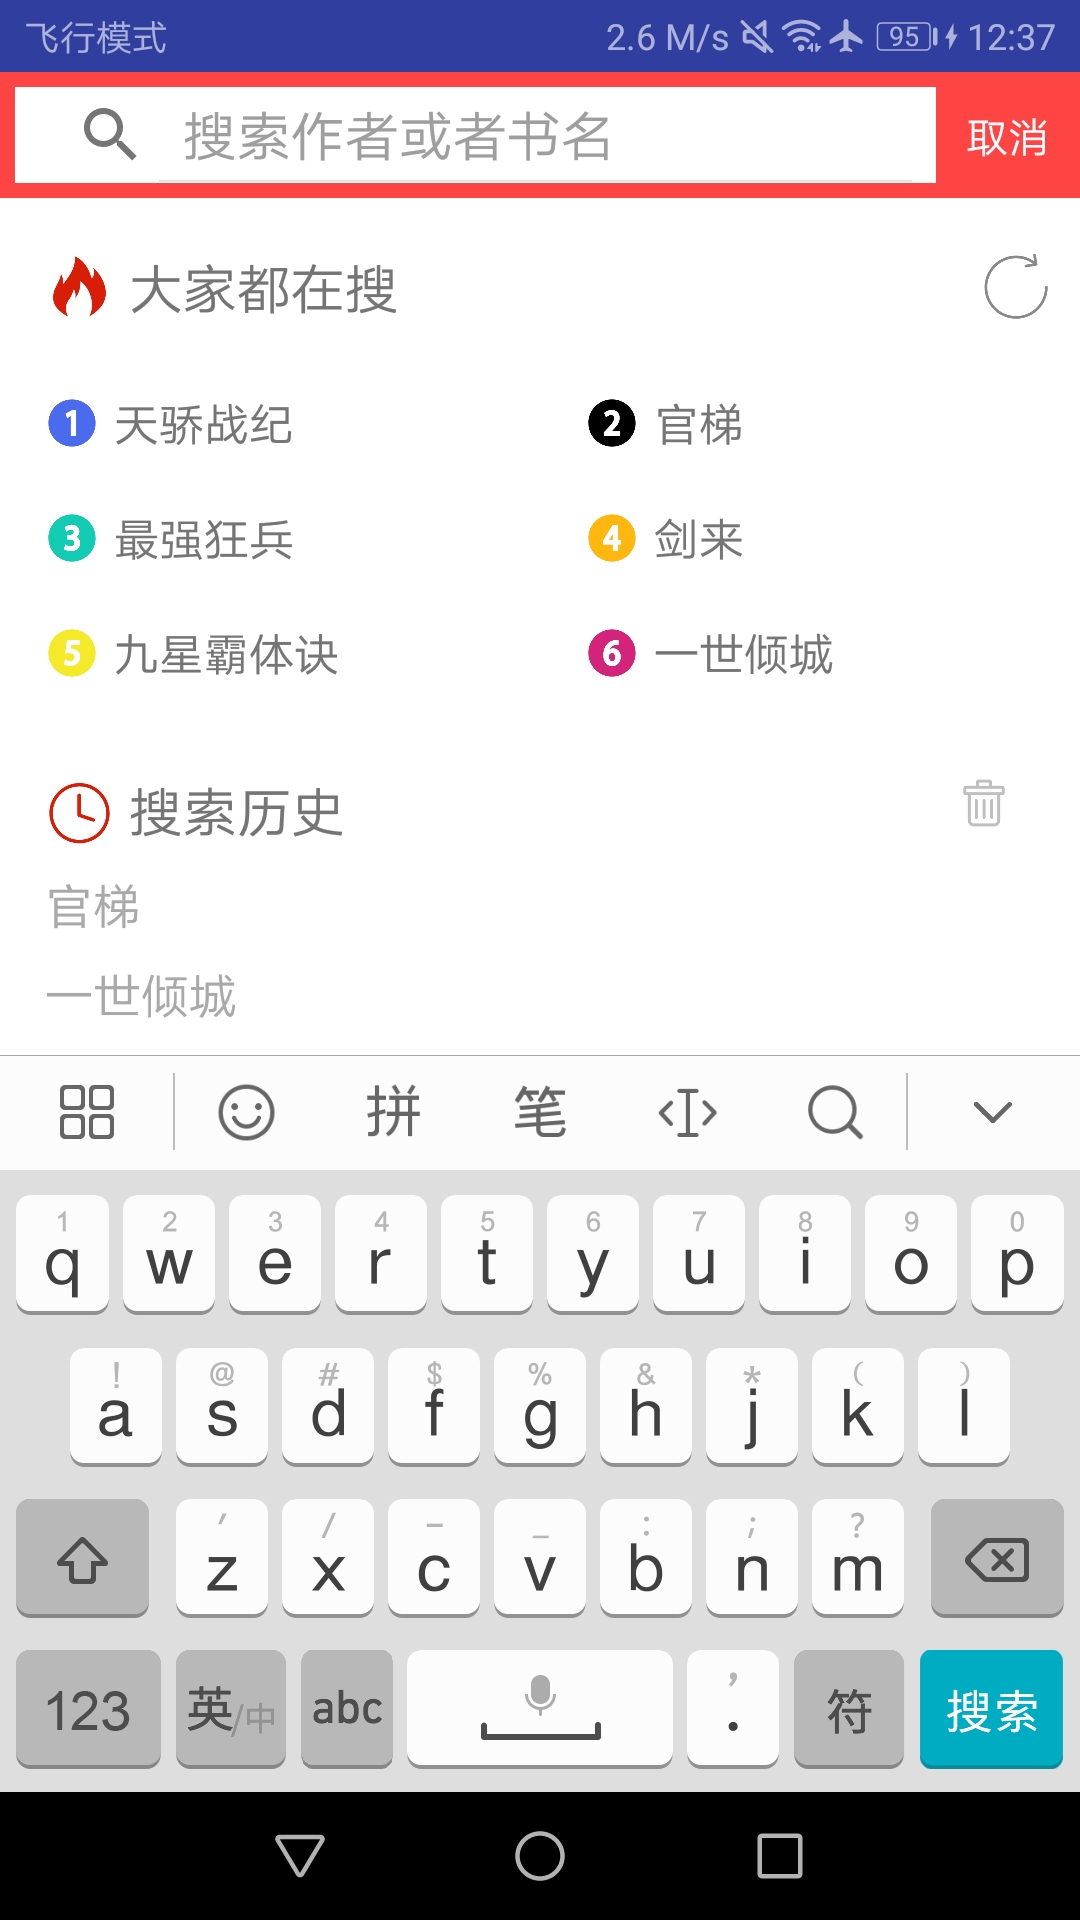 飞行模式 2.6 M/s 95 12:37
搜索作者或者书名 取消
大家都在搜
1 天骄战纪 2 官梯
3 最强狂兵 4 剑来
5 九星霸体诀 6 一世倾城
搜索历史
官梯
一世倾城
拼 笔
1 2 3 4 5 6 7 8 9 0
q w e r t y u i o p
! @ # $ % & * ( )
a s d f g h j k l
' / - _ : ; ?
z x c v b n m
123 英/中 abc , . 符 搜索